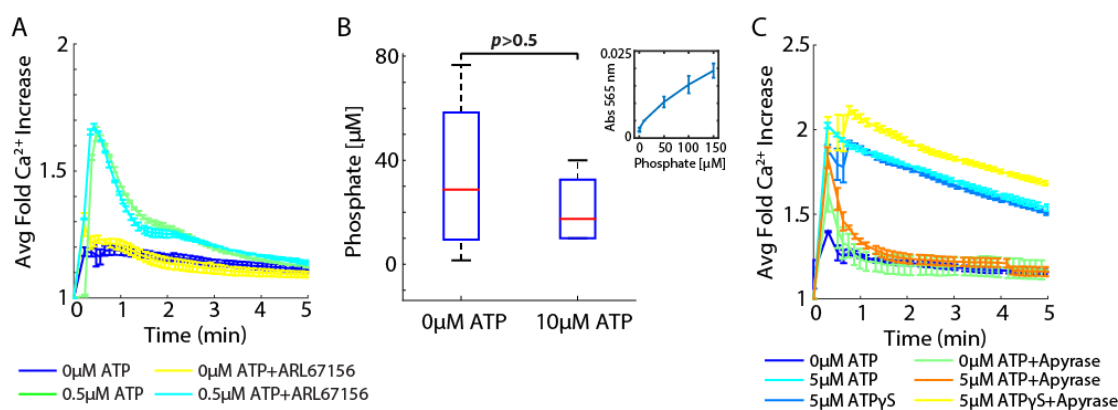 A
Avg Fold Ca²⁺ Increase
2
1.5
1
0
1
2
3
4
5
Time (min)
0μM ATP
0μM ATP+ARL67156
0.5μM ATP
0.5μM ATP+ARL67156
B
p>0.5
Phosphate [μM]
80
60
40
20
0
0μM ATP
10μM ATP
Abs 565 nm
0.025
0
0 50 100 150
Phosphate [μM]
C
Avg Fold Ca²⁺ Increase
2.5
2
1.5
1
0 1 2 3 4 5
Time (min)
0μM ATP
0μM ATP+Apyrase
5μM ATP
5μM ATP+Apyrase
5μM ATPγS
5μM ATPγS+Apyrase